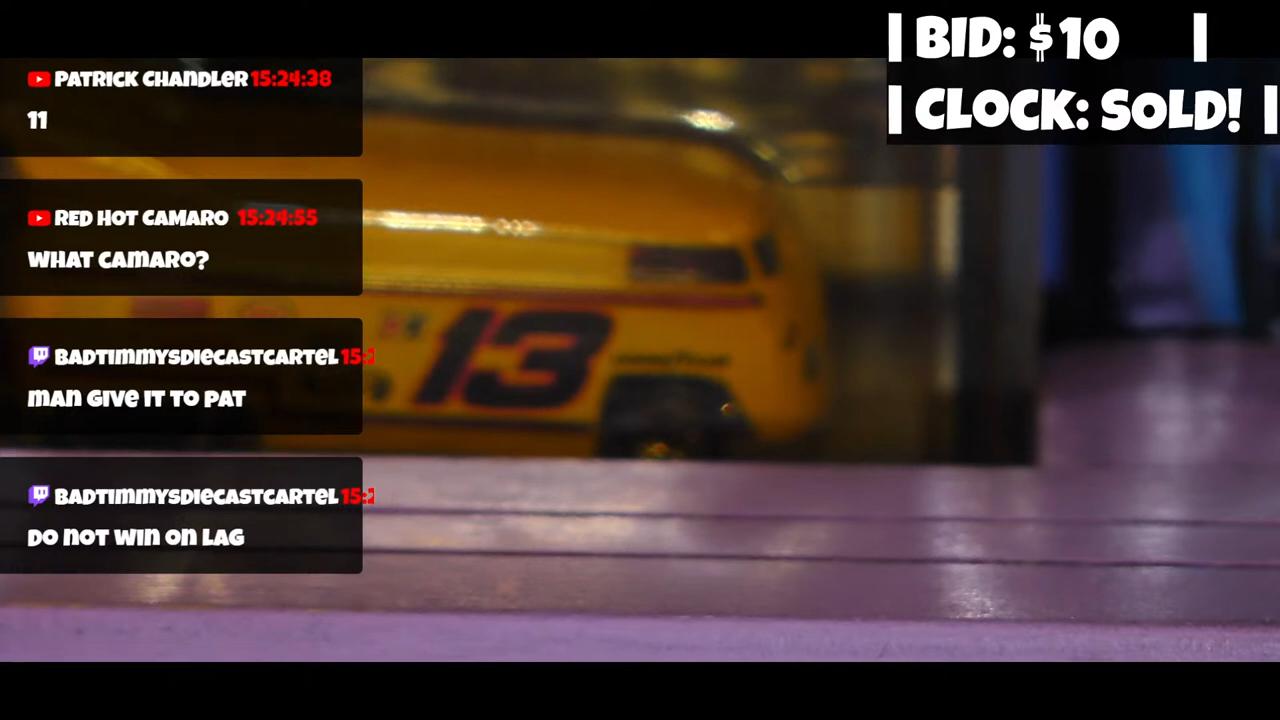 | BID: $10 |
| CLOCK: SOLD! |
PATRICK CHANDLER 15:24:38
11
RED HOT CAMARO 15:24:55
WHAT CAMARO?
BADTIMMYSDIECASTCARTEL
MAN GIVE IT TO PAT
BADTIMMYSDIECASTCARTEL
DO NOT WIN ON LAG
13